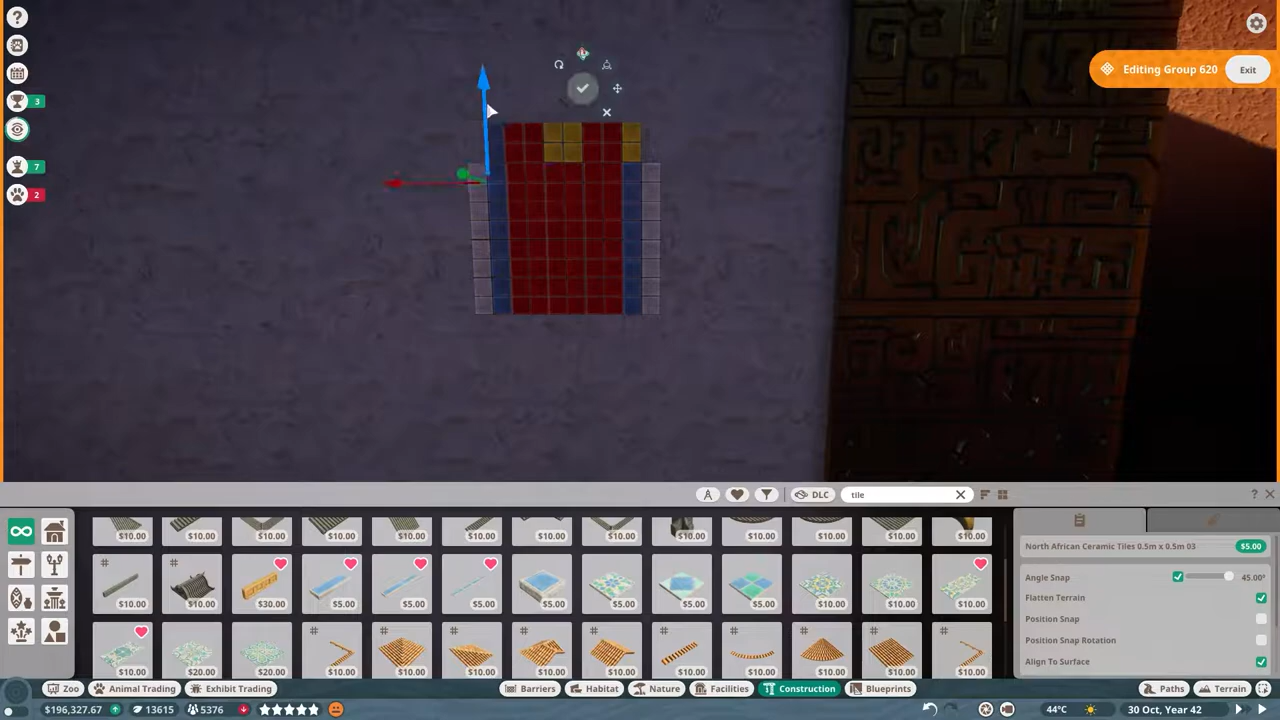 ?
Editing Group 620
Exit
3
7
2
DLC
tile
?
$10.00 $10.00 $10.00 $10.00 $10.00 $10.00 $10.00 $10.00 $10.00 $10.00 $10.00 $10.00 $10.00
$10.00 $10.00 $30.00 $5.00 $5.00 $5.00 $5.00 $5.00 $5.00 $5.00 $10.00 $10.00 $10.00
$10.00 $20.00 $20.00 $10.00 $10.00 $10.00 $10.00 $10.00 $10.00 $10.00 $10.00 $10.00 $10.00
North African Ceramic Tiles 0.5m x 0.5m 03 $5.00
Angle Snap 45.00°
Flatten Terrain
Position Snap
Position Snap Rotation
Align To Surface
Zoo Animal Trading Exhibit Trading Barriers Habitat Nature Facilities Construction Blueprints Paths Terrain
$196,327.67 13615 5376 44°C 30 Oct, Year 42